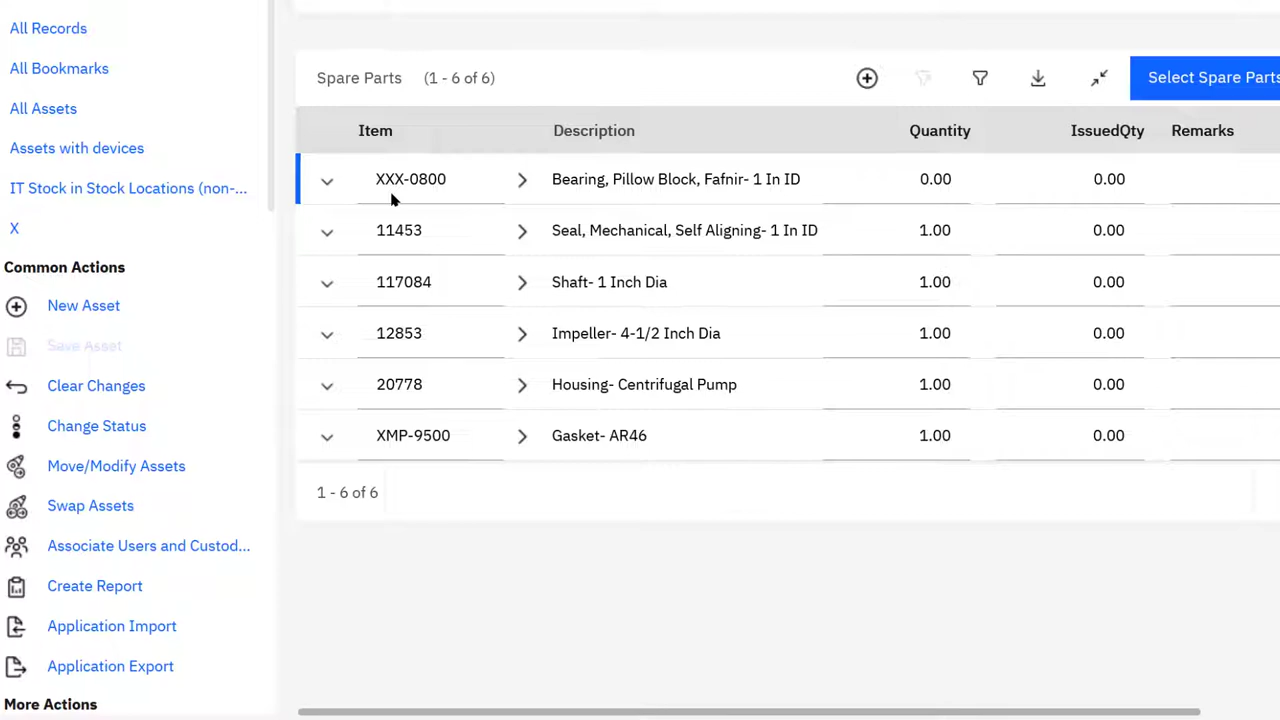 All Records
All Bookmarks
All Assets
Assets with devices
IT Stock in Stock Locations (non-...
X
Common Actions
New Asset
Save Asset
Clear Changes
Change Status
Move/Modify Assets
Swap Assets
Associate Users and Custod...
Create Report
Application Import
Application Export
More Actions
Spare Parts (1 - 6 of 6)
Select Spare Parts
Item Description Quantity IssuedQty Remarks
XXX-0800 Bearing, Pillow Block, Fafnir- 1 In ID 0.00 0.00
11453 Seal, Mechanical, Self Aligning- 1 In ID 1.00 0.00
117084 Shaft- 1 Inch Dia 1.00 0.00
12853 Impeller- 4-1/2 Inch Dia 1.00 0.00
20778 Housing- Centrifugal Pump 1.00 0.00
XMP-9500 Gasket- AR46 1.00 0.00
1 - 6 of 6